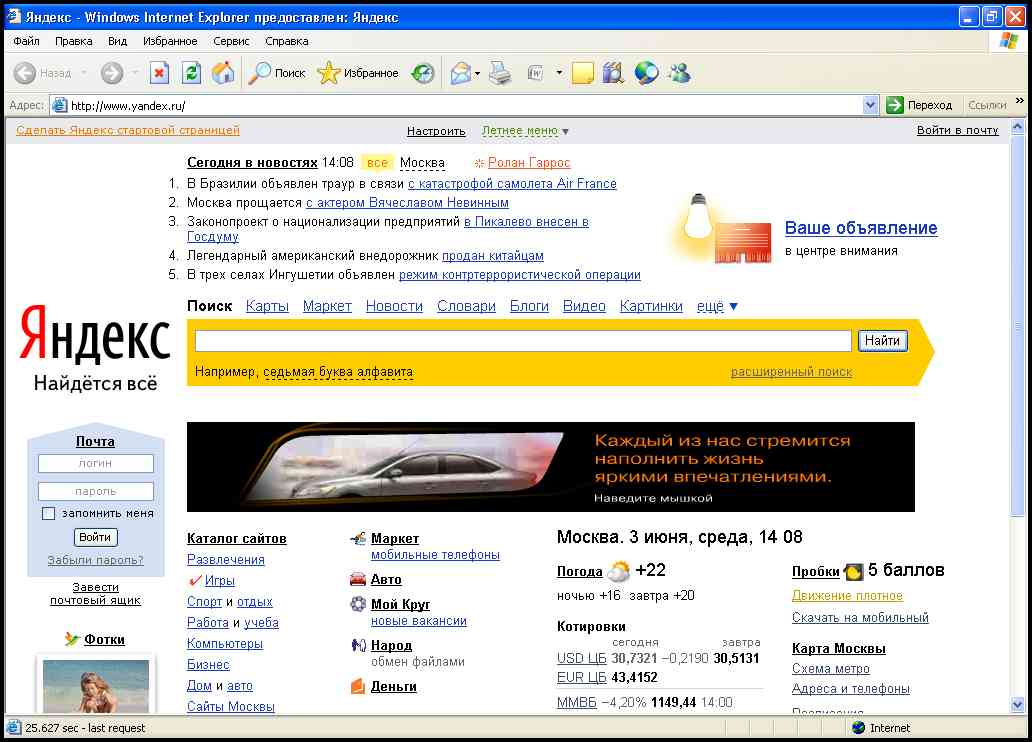 Яндекс - Windows Internet Explorer предоставлен: Яндекс
Файл Правка Вид Избранное Сервис Справка
Назад Поиск Избранное
Адрес: http://www.yandex.ru/ Переход Ссылки »
Сделать Яндекс стартовой страницей Настроить Летнее меню ▼ Войти в почту
Сегодня в новостях 14:08 все Москва Ролан Гаррос
1. В Бразилии объявлен траур в связи с катастрофой самолета Air France
2. Москва прощается с актером Вячеславом Невинным
3. Законопроект о национализации предприятий в Пикалево внесен в
Госдуму
4. Легендарный американский внедорожник продан китайцам
5. В трех селах Ингушетии объявлен режим контртеррористической операции
Ваше объявление
в центре внимания
Поиск Карты Маркет Новости Словари Блоги Видео Картинки ещё ▼
Яндекс
Найдётся всё
Найти
Например, седьмая буква алфавита расширенный поиск
Почта
логин
пароль
запомнить меня
Войти
Забыли пароль?
Завести
почтовый ящик
Фотки
Каждый из нас стремится
наполнить жизнь
яркими впечатлениями.
Наведите мышкой
Каталог сайтов
Развлечения
Игры
Спорт и отдых
Работа и учеба
Компьютеры
Бизнес
Дом и авто
Сайты Москвы
Маркет
мобильные телефоны
Авто
Мой Круг
новые вакансии
Народ
обмен файлами
Деньги
Москва. 3 июня, среда, 14 08
Погода +22
ночью +16 завтра +20
Котировки
сегодня завтра
USD ЦБ 30,7321 −0,2190 30,5131
EUR ЦБ 43,4152
ММВБ −4,20% 1149,44 14:00
Пробки 5 баллов
Движение плотное
Скачать на мобильный
Карта Москвы
Схема метро
Адреса и телефоны
25.627 sec - last request Internet